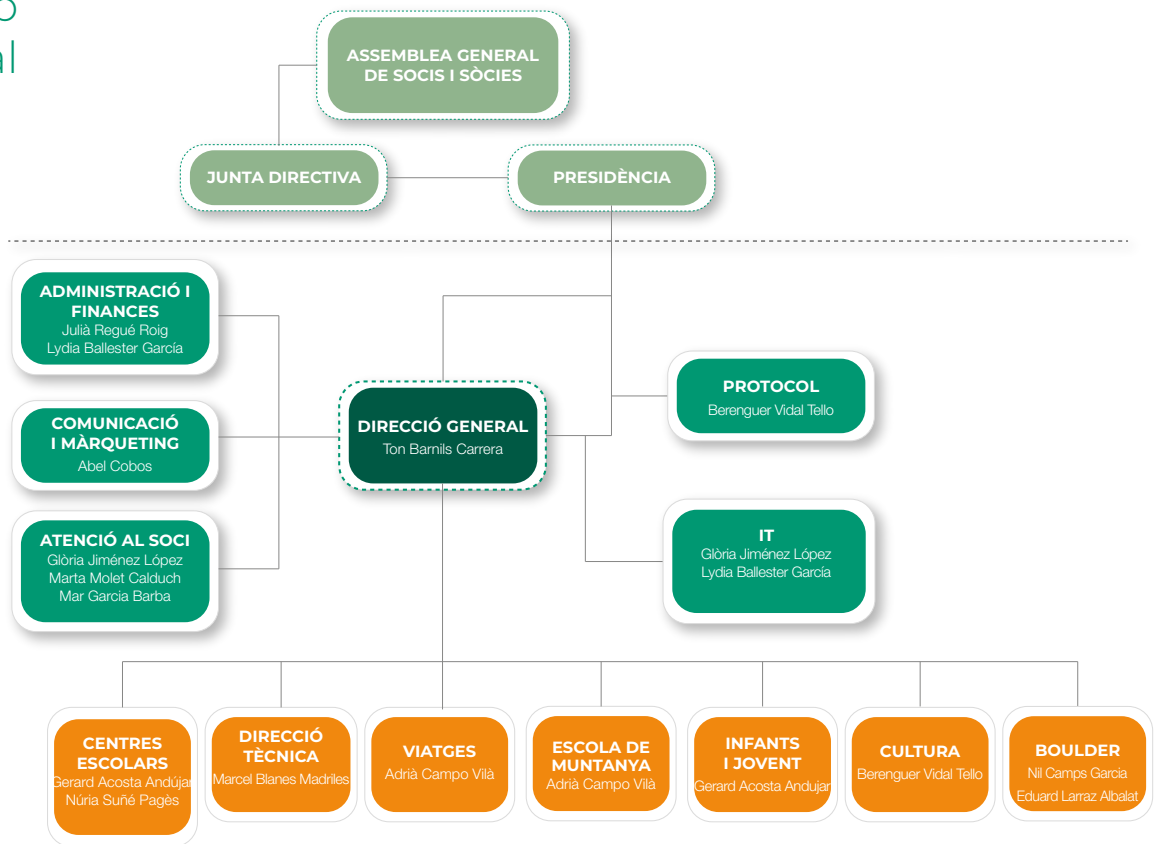 ASSEMBLEA GENERAL
DE SOCIS I SÒCIES
JUNTA DIRECTIVA
PRESIDÈNCIA
ADMINISTRACIÓ I
FINANCES
Julià Regué Roig
Lydia Ballester García
COMUNICACIÓ
I MÀRQUETING
Abel Cobos
ATENCIÓ AL SOCI
Glòria Jiménez López
Marta Molet Calduch
Mar Garcia Barba
DIRECCIÓ GENERAL
Ton Barnils Carrera
PROTOCOL
Berenguer Vidal Tello
IT
Glòria Jiménez López
Lydia Ballester García
CENTRES
ESCOLARS
Gerard Acosta Andújar
Núria Suñé Pagès
DIRECCIÓ
TÈCNICA
Marcel Blanes Madriles
VIATGES
Adrià Campo Vilà
ESCOLA DE
MUNTANYA
Adrià Campo Vilà
INFANTS
I JOVENT
Gerard Acosta Andujar
CULTURA
Berenguer Vidal Tello
BOULDER
Nil Camps Garcia
Eduard Larraz Albalat